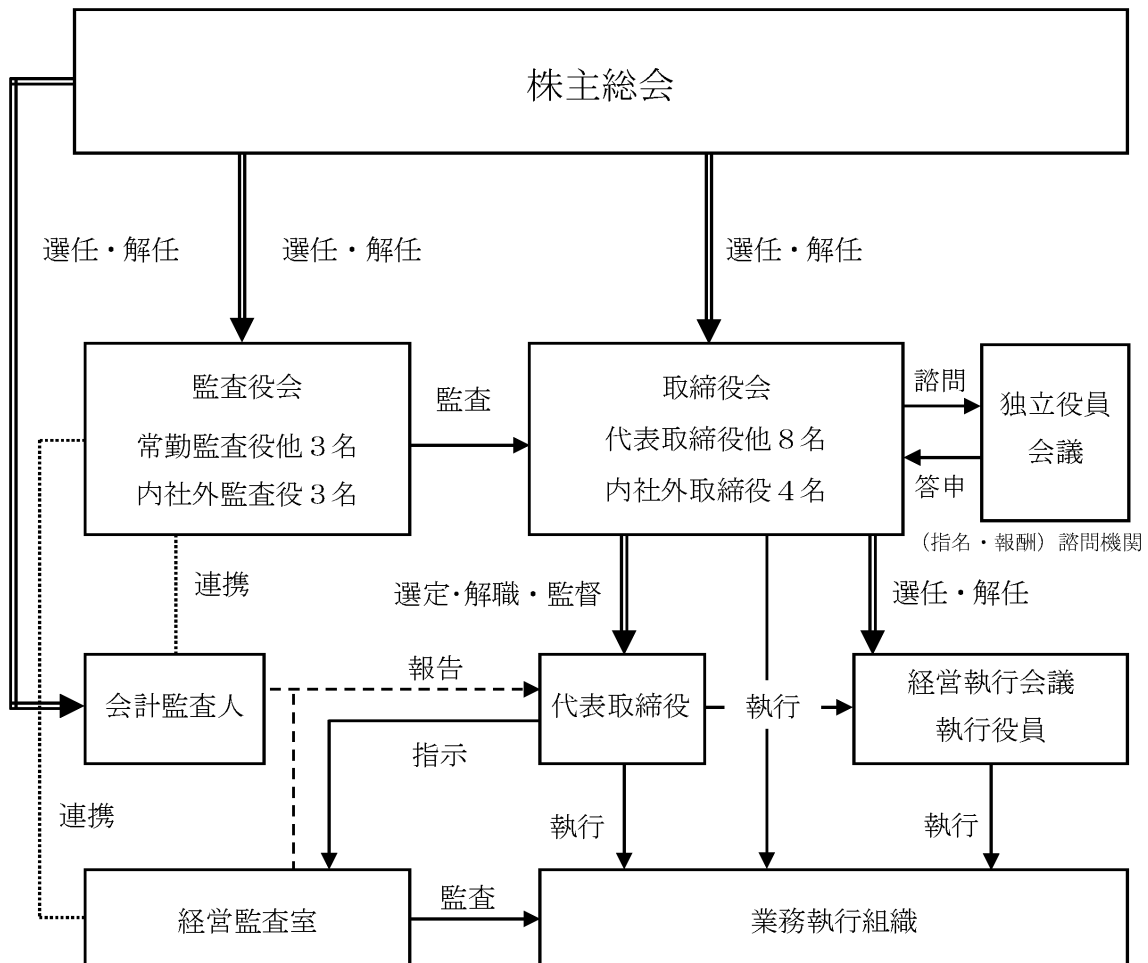 株主総会
選任・解任
選任・解任
選任・解任
監査役会
常勤監査役他３名
内社外監査役３名
監査
取締役会
代表取締役他８名
内社外取締役４名
諮問
答申
独立役員
会議
（指名・報酬）諮問機関
連携
選定・解職・監督
選任・解任
会計監査人
報告
代表取締役
執行
経営執行会議
執行役員
指示
連携
執行
執行
経営監査室
監査
業務執行組織